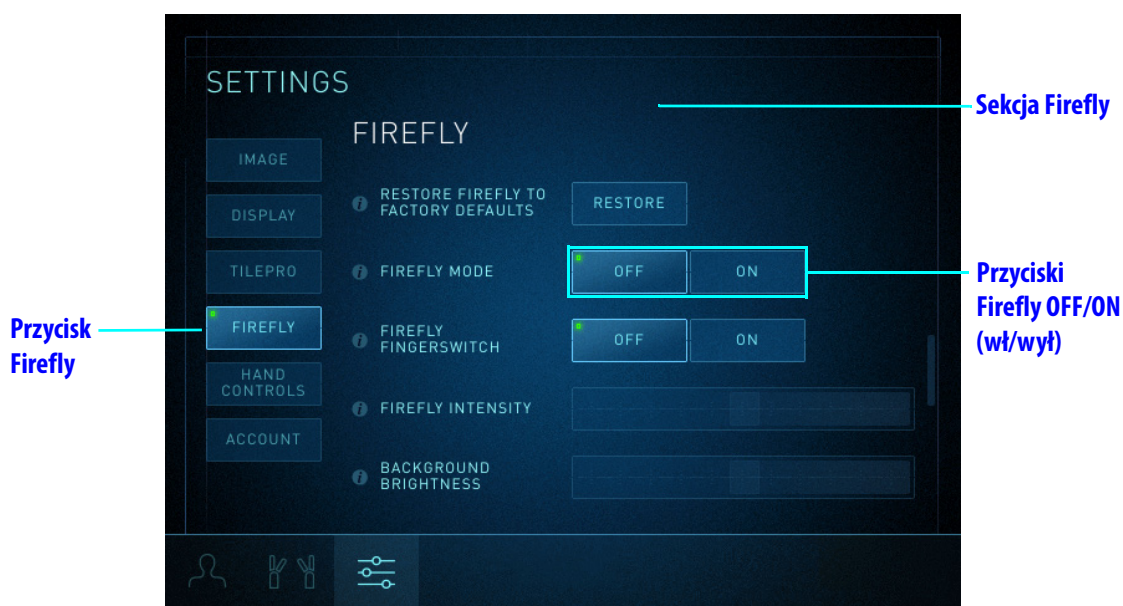 SETTINGS
Sekcja Firefly
FIREFLY
IMAGE
RESTORE FIREFLY TO
FACTORY DEFAULTS
RESTORE
DISPLAY
TILEPRO
FIREFLY MODE
OFF
ON
Przyciski
Firefly OFF/ON
(wł/wył)
Przycisk
Firefly
FIREFLY
FIREFLY
FINGERSWITCH
OFF
ON
HAND
CONTROLS
FIREFLY INTENSITY
ACCOUNT
BACKGROUND
BRIGHTNESS